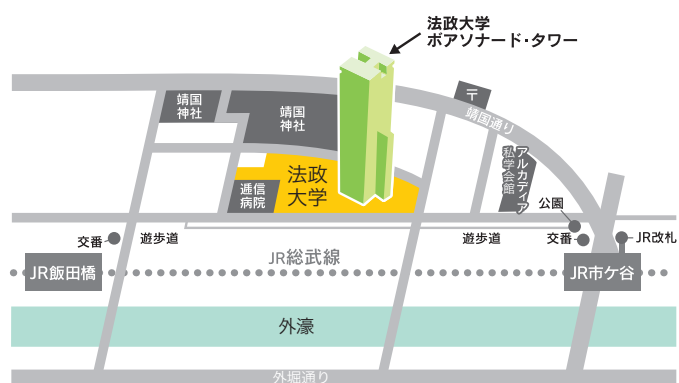 法政大学
ボアソナード・タワー
〒
靖国
神社
靖国
神社
靖国通り
アルカディア
私学会館
法政
大学
逓信
病院
公園
交番
遊歩道
遊歩道
交番
JR改札
JR総武線
JR飯田橋
JR市ケ谷
外濠
外堀通り